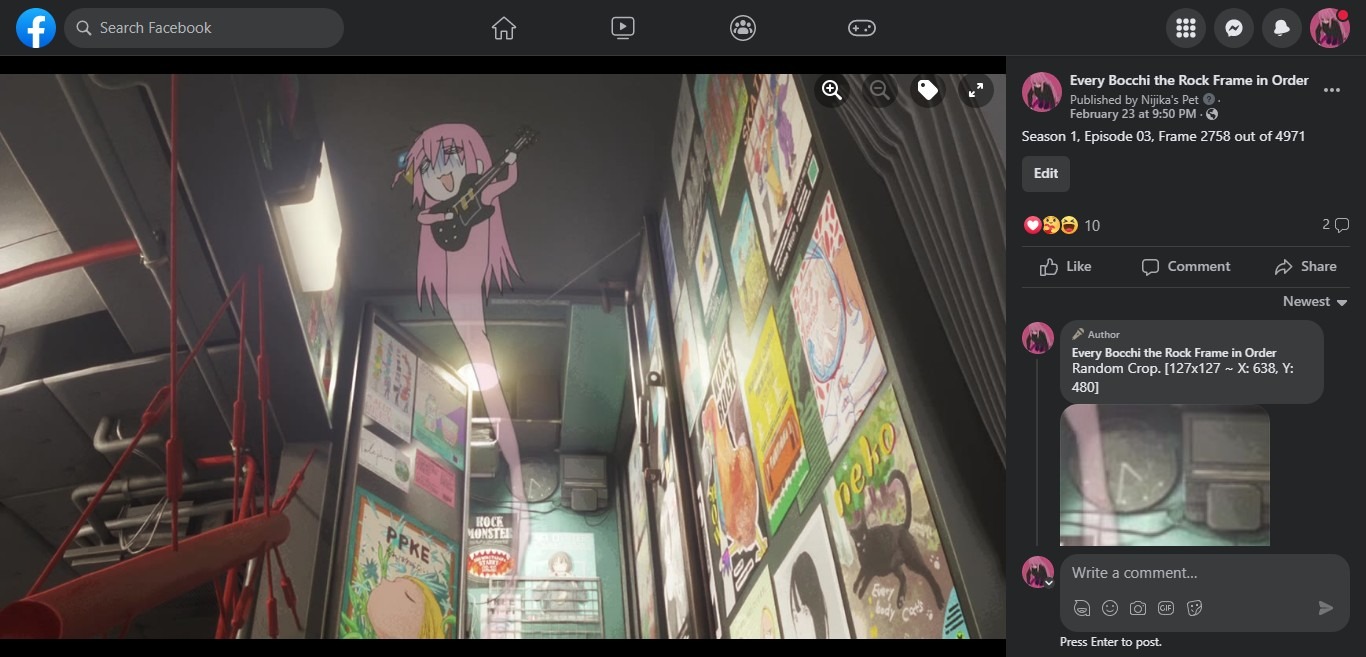 Search Facebook
Every Bocchi the Rock Frame in Order
Published by Nijika's Pet ·
February 23 at 9:50 PM ·
Season 1, Episode 03, Frame 2758 out of 4971
Edit
10
2
Like
Comment
Share
Newest
Author
Every Bocchi the Rock Frame in Order
Random Crop. [127x127 ~ X: 638, Y:
480]
Write a comment...
GIF
Press Enter to post.
PPKE
ROCK
MONSTER
START
neko
Every
body
Cats